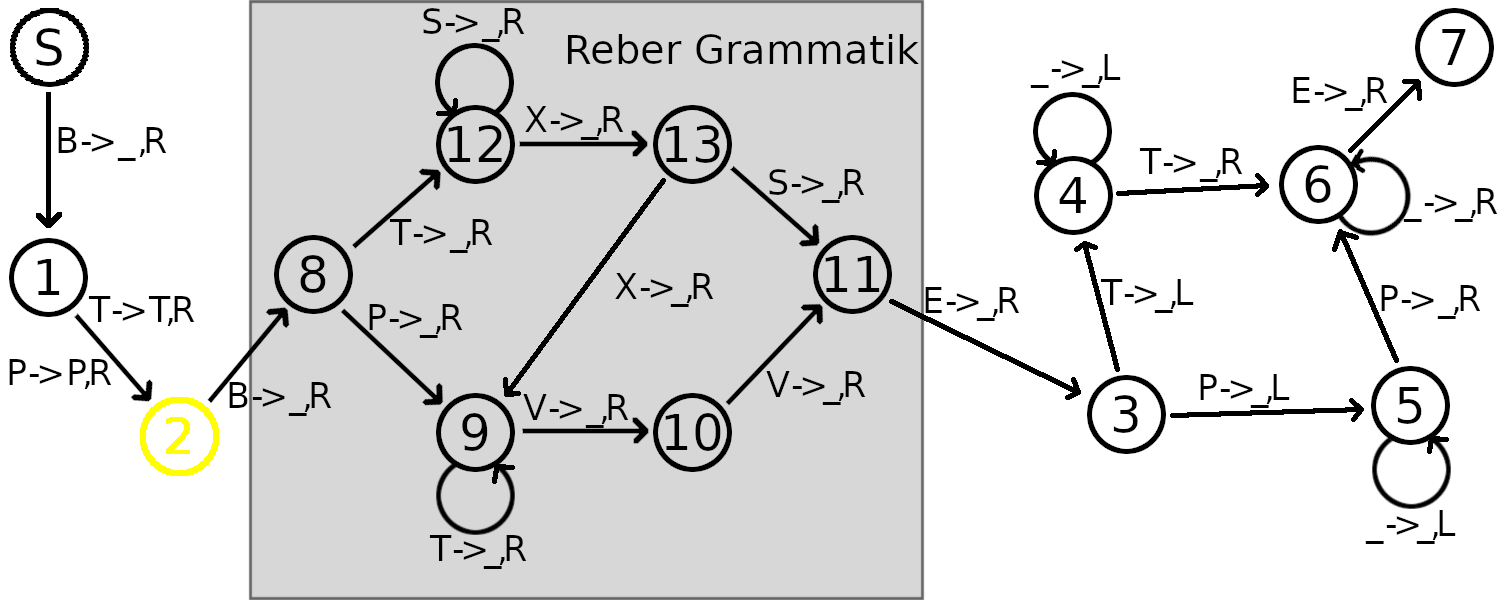 S
B->_,R
1
T->T,R
P->P,R
2
B->_,R
Reber Grammatik
8
T->_,R
P->_,R
S->_,R
12
X->_,R
13
S->_,R
X->_,R
11
9
V->_,R
10
V->_,R
T->_,R
E->_,R
3
T->_,L
P->_,L
_->_,L
4
T->_,R
5
_->_,L
P->_,R
6
_->_,R
E->_,R
7